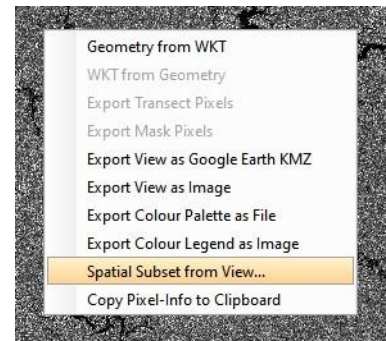 Geometry from WKT
WKT from Geometry
Export Transect Pixels
Export Mask Pixels
Export View as Google Earth KMZ
Export View as Image
Export Colour Palette as File
Export Colour Legend as Image
Spatial Subset from View...
Copy Pixel-Info to Clipboard